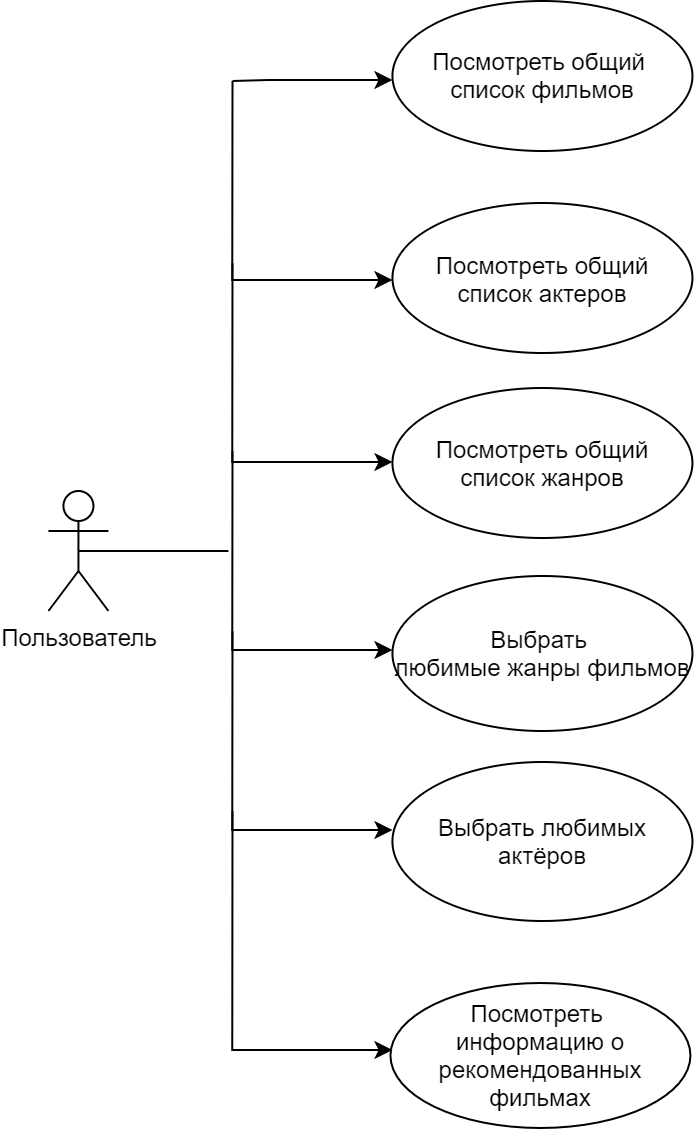 Посмотреть общий
список фильмов
Посмотреть общий
список актеров
Посмотреть общий
список жанров
Пользователь
Выбрать
любимые жанры фильмов
Выбрать любимых
актёров
Посмотреть
информацию о
рекомендованных
фильмах